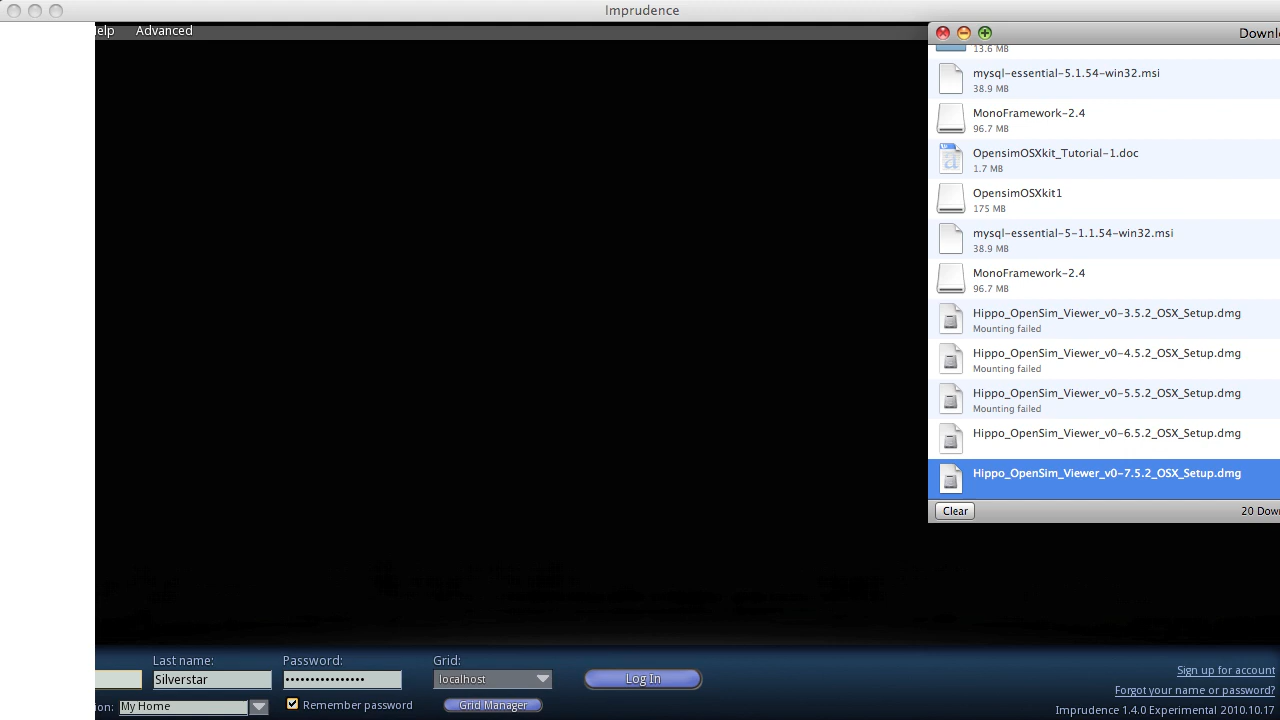 Imprudence
elp Advanced
Downl
13.6 MB
mysql-essential-5.1.54-win32.msi
38.9 MB
MonoFramework-2.4
96.7 MB
OpensimOSXkit_Tutorial-1.doc
1.7 MB
OpensimOSXkit1
175 MB
mysql-essential-5-1.1.54-win32.msi
38.9 MB
MonoFramework-2.4
96.7 MB
Hippo_OpenSim_Viewer_v0-3.5.2_OSX_Setup.dmg
Mounting failed
Hippo_OpenSim_Viewer_v0-4.5.2_OSX_Setup.dmg
Mounting failed
Hippo_OpenSim_Viewer_v0-5.5.2_OSX_Setup.dmg
Mounting failed
Hippo_OpenSim_Viewer_v0-6.5.2_OSX_Setup.dmg
Hippo_OpenSim_Viewer_v0-7.5.2_OSX_Setup.dmg
Clear 20 Dow
Last name: Password: Grid:
Silverstar •••••••••••••••• localhost Log In
Sign up for account
Forgot your name or password?
ion: My Home Remember password Grid Manager
Imprudence 1.4.0 Experimental 2010.10.17